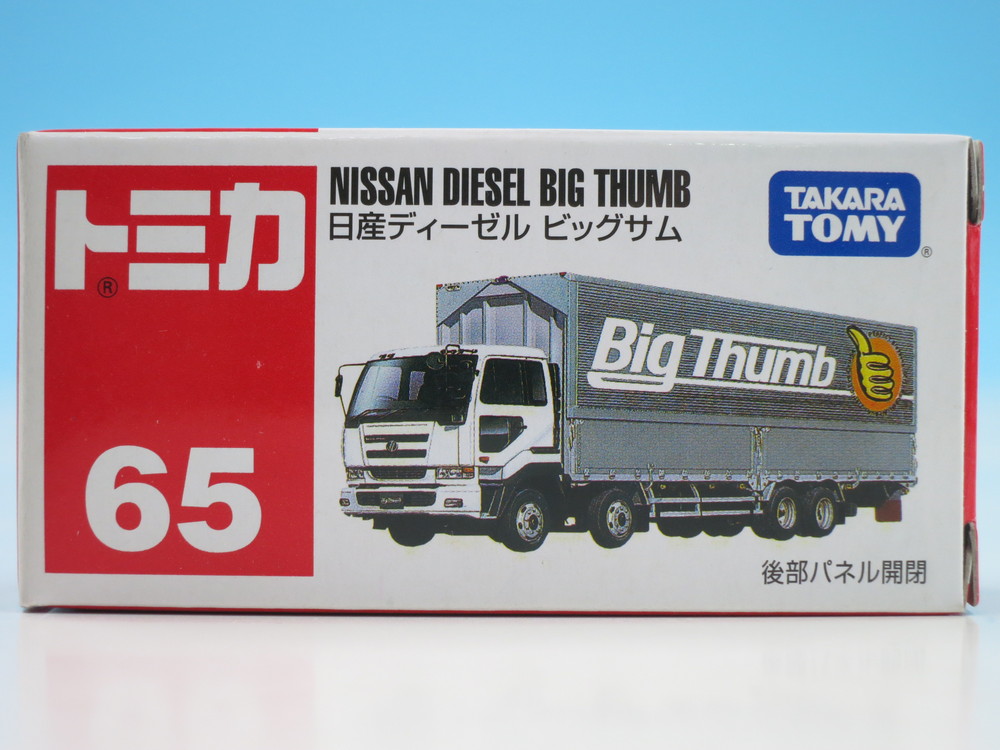 トミカ
®
65
NISSAN DIESEL BIG THUMB
日産ディーゼル ビッグサム
TAKARA
TOMY
®
Big Thumb
後部パネル開閉